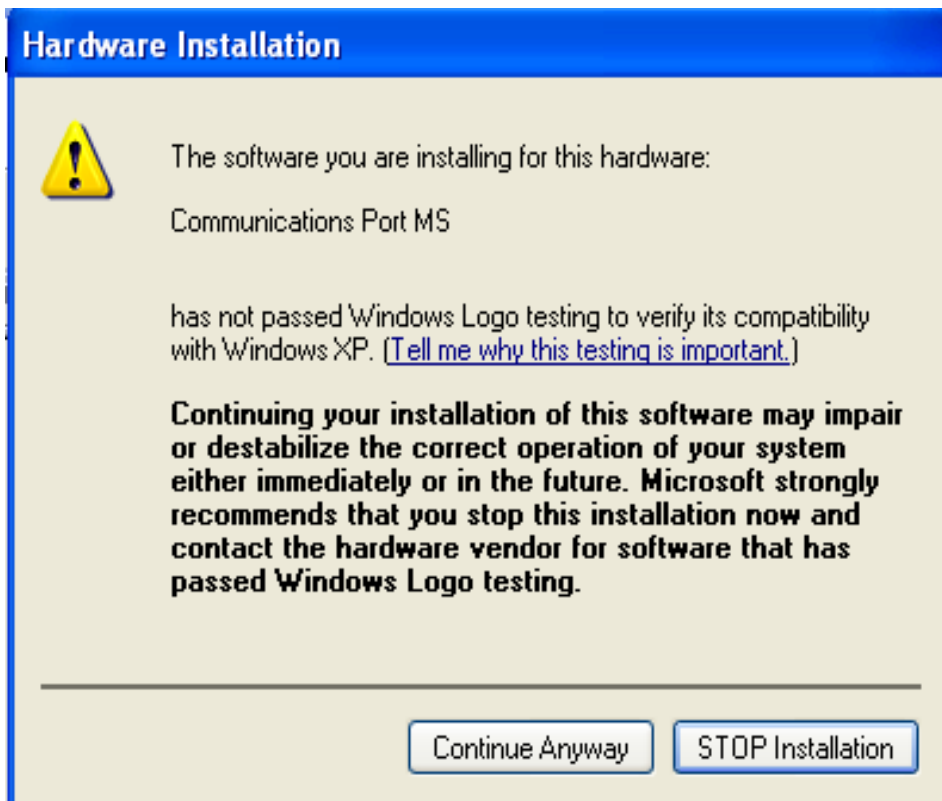 Hardware Installation
The software you are installing for this hardware:
Communications Port MS
has not passed Windows Logo testing to verify its compatibility
with Windows XP. (Tell me why this testing is important.)
Continuing your installation of this software may impair
or destabilize the correct operation of your system
either immediately or in the future. Microsoft strongly
recommends that you stop this installation now and
contact the hardware vendor for software that has
passed Windows Logo testing.
Continue Anyway
STOP Installation